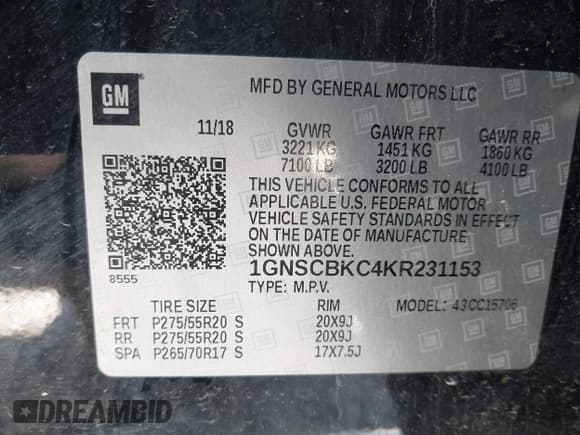 GM
MFD BY GENERAL MOTORS LLC
11/18 GVWR GAWR FRT GAWR RR
3221 KG 1451 KG 1860 KG
7100 LB 3200 LB 4100 LB
THIS VEHICLE CONFORMS TO ALL
APPLICABLE U.S. FEDERAL MOTOR
VEHICLE SAFETY STANDARDS IN EFFECT
ON THE DATE OF MANUFACTURE
SHOWN ABOVE.
8555
1GNSCBKC4KR231153
TYPE: M.P.V.
TIRE SIZE RIM MODEL: 43CC15706
FRT P275/55R20 S 20X9J
RR P275/55R20 S 20X9J
SPA P265/70R17 S 17X7.5J
DREAMBID